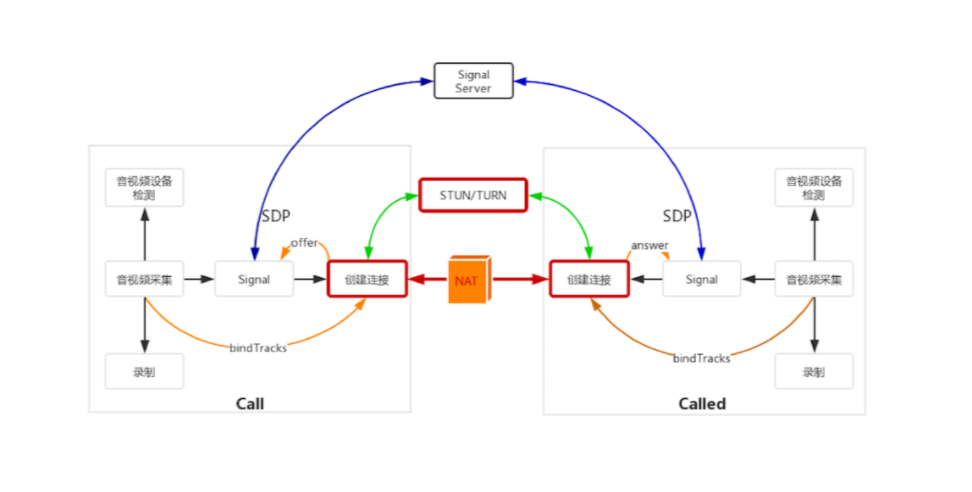 Signal
Server
音视频设备
检测
STUN/TURN
音视频设备
检测
SDP
SDP
offer
answer
音视频采集
Signal
创建连接
NAT
创建连接
Signal
音视频采集
bindTracks
bindTracks
录制
录制
Call
Called